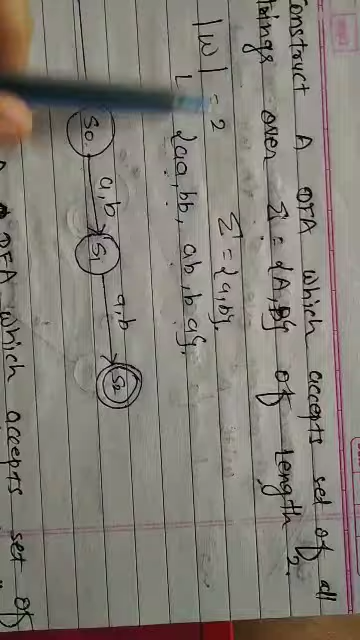 Construct A DFA which accepts set of all
strings over Σ = {A, B} of length 2.
|W| = 2 Σ = {a, b},
L {aa, bb, ab, ba},
S0 a, b S1 a, b S2
DFA which accepts set of